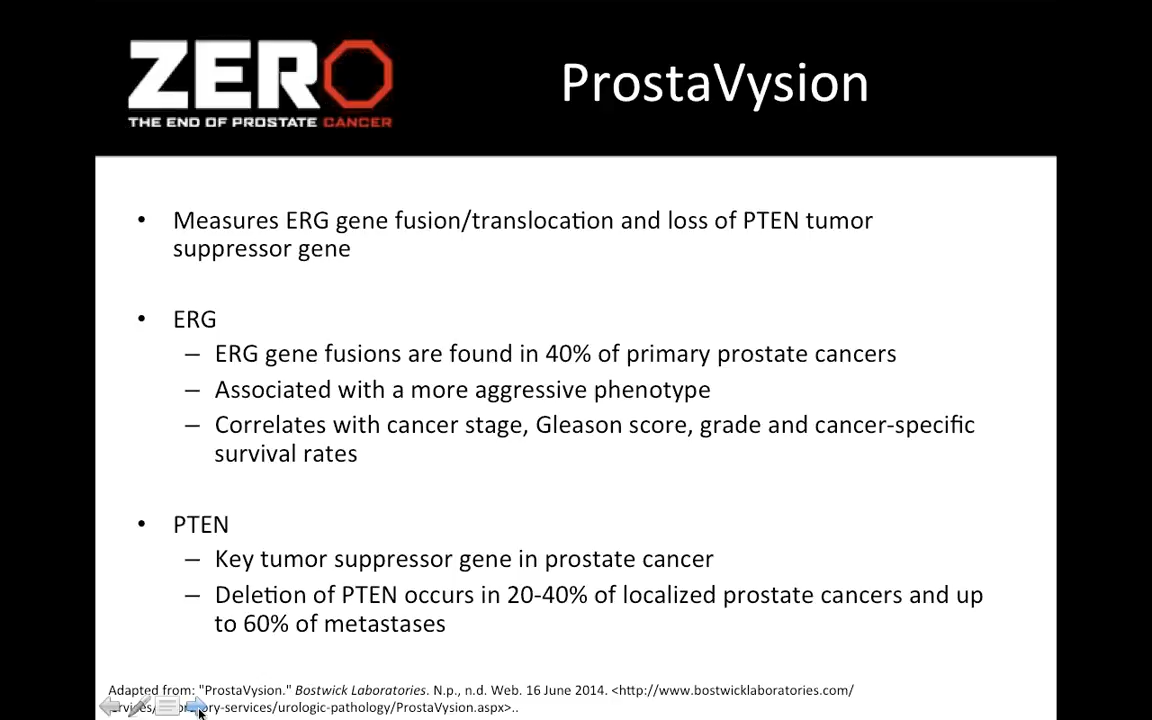 ZERO
THE END OF PROSTATE CANCER
ProstaVysion
• Measures ERG gene fusion/translocation and loss of PTEN tumor
suppressor gene
• ERG
– ERG gene fusions are found in 40% of primary prostate cancers
– Associated with a more aggressive phenotype
– Correlates with cancer stage, Gleason score, grade and cancer-specific
survival rates
• PTEN
– Key tumor suppressor gene in prostate cancer
– Deletion of PTEN occurs in 20-40% of localized prostate cancers and up
to 60% of metastases
Adapted from: "ProstaVysion." Bostwick Laboratories. N.p., n.d. Web. 16 June 2014. <http://www.bostwicklaboratories.com/
ry-services/urologic-pathology/ProstaVysion.aspx>..